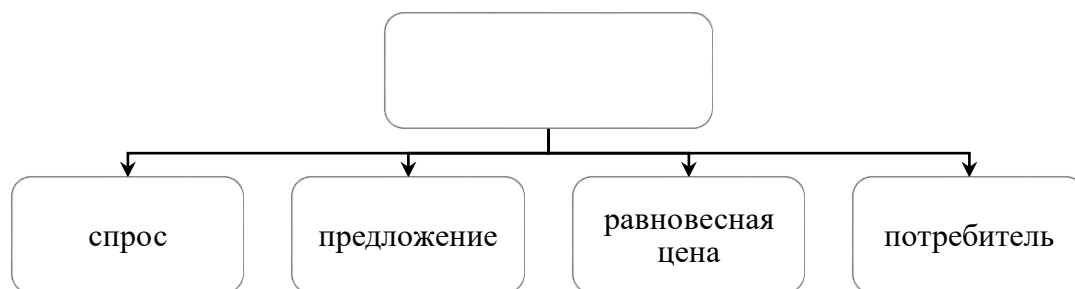 спрос
предложение
равновесная
цена
потребитель